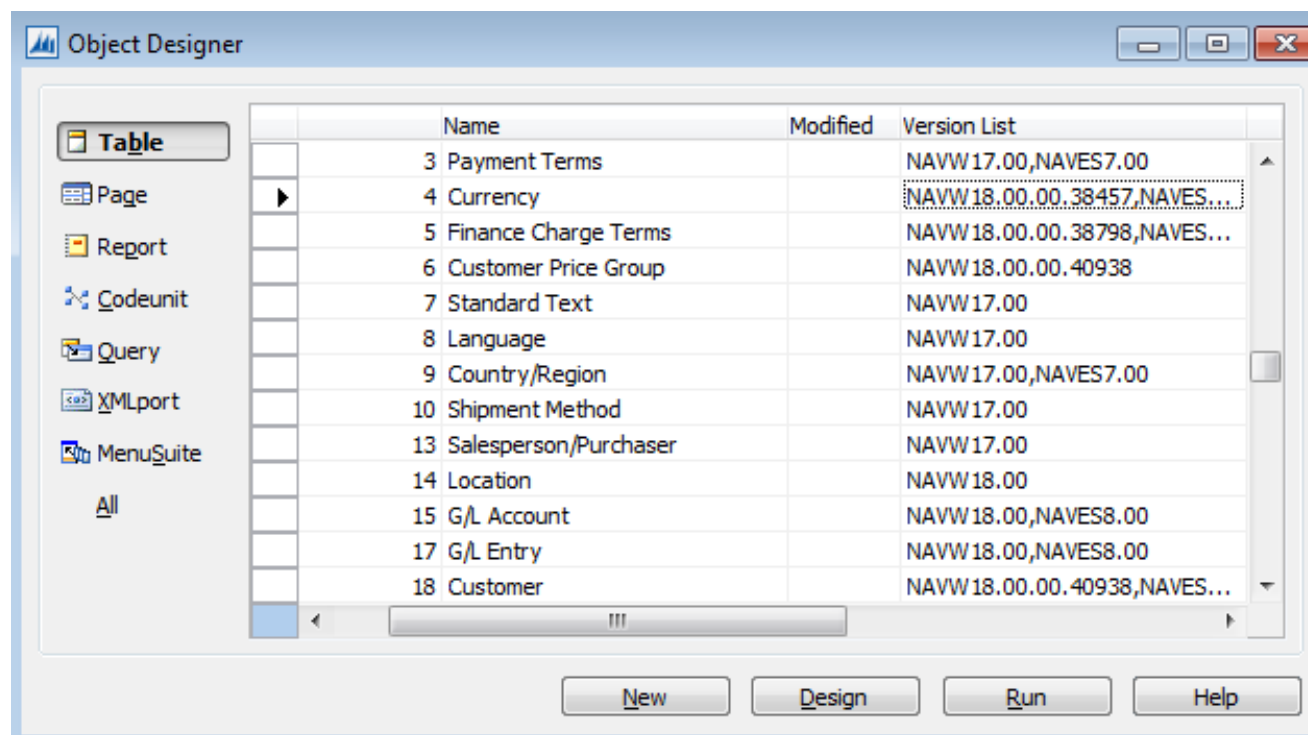 Object Designer
Table
Page
Report
Codeunit
Query
XMLport
MenuSuite
All
Name Modified Version List
3 Payment Terms NAVW17.00,NAVES7.00
4 Currency NAVW18.00.00.38457,NAVES...
5 Finance Charge Terms NAVW18.00.00.38798,NAVES...
6 Customer Price Group NAVW18.00.00.40938
7 Standard Text NAVW17.00
8 Language NAVW17.00
9 Country/Region NAVW17.00,NAVES7.00
10 Shipment Method NAVW17.00
13 Salesperson/Purchaser NAVW17.00
14 Location NAVW18.00
15 G/L Account NAVW18.00,NAVES8.00
17 G/L Entry NAVW18.00,NAVES8.00
18 Customer NAVW18.00.00.40938,NAVES...
New Design Run Help